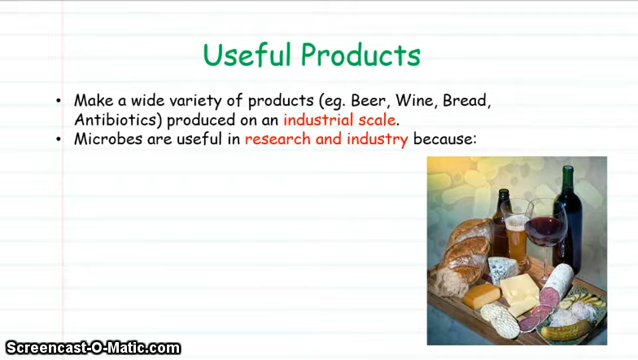 Useful Products
• Make a wide variety of products (eg. Beer, Wine, Bread,
Antibiotics) produced on an industrial scale.
• Microbes are useful in research and industry because:
Screencast-O-Matic.com